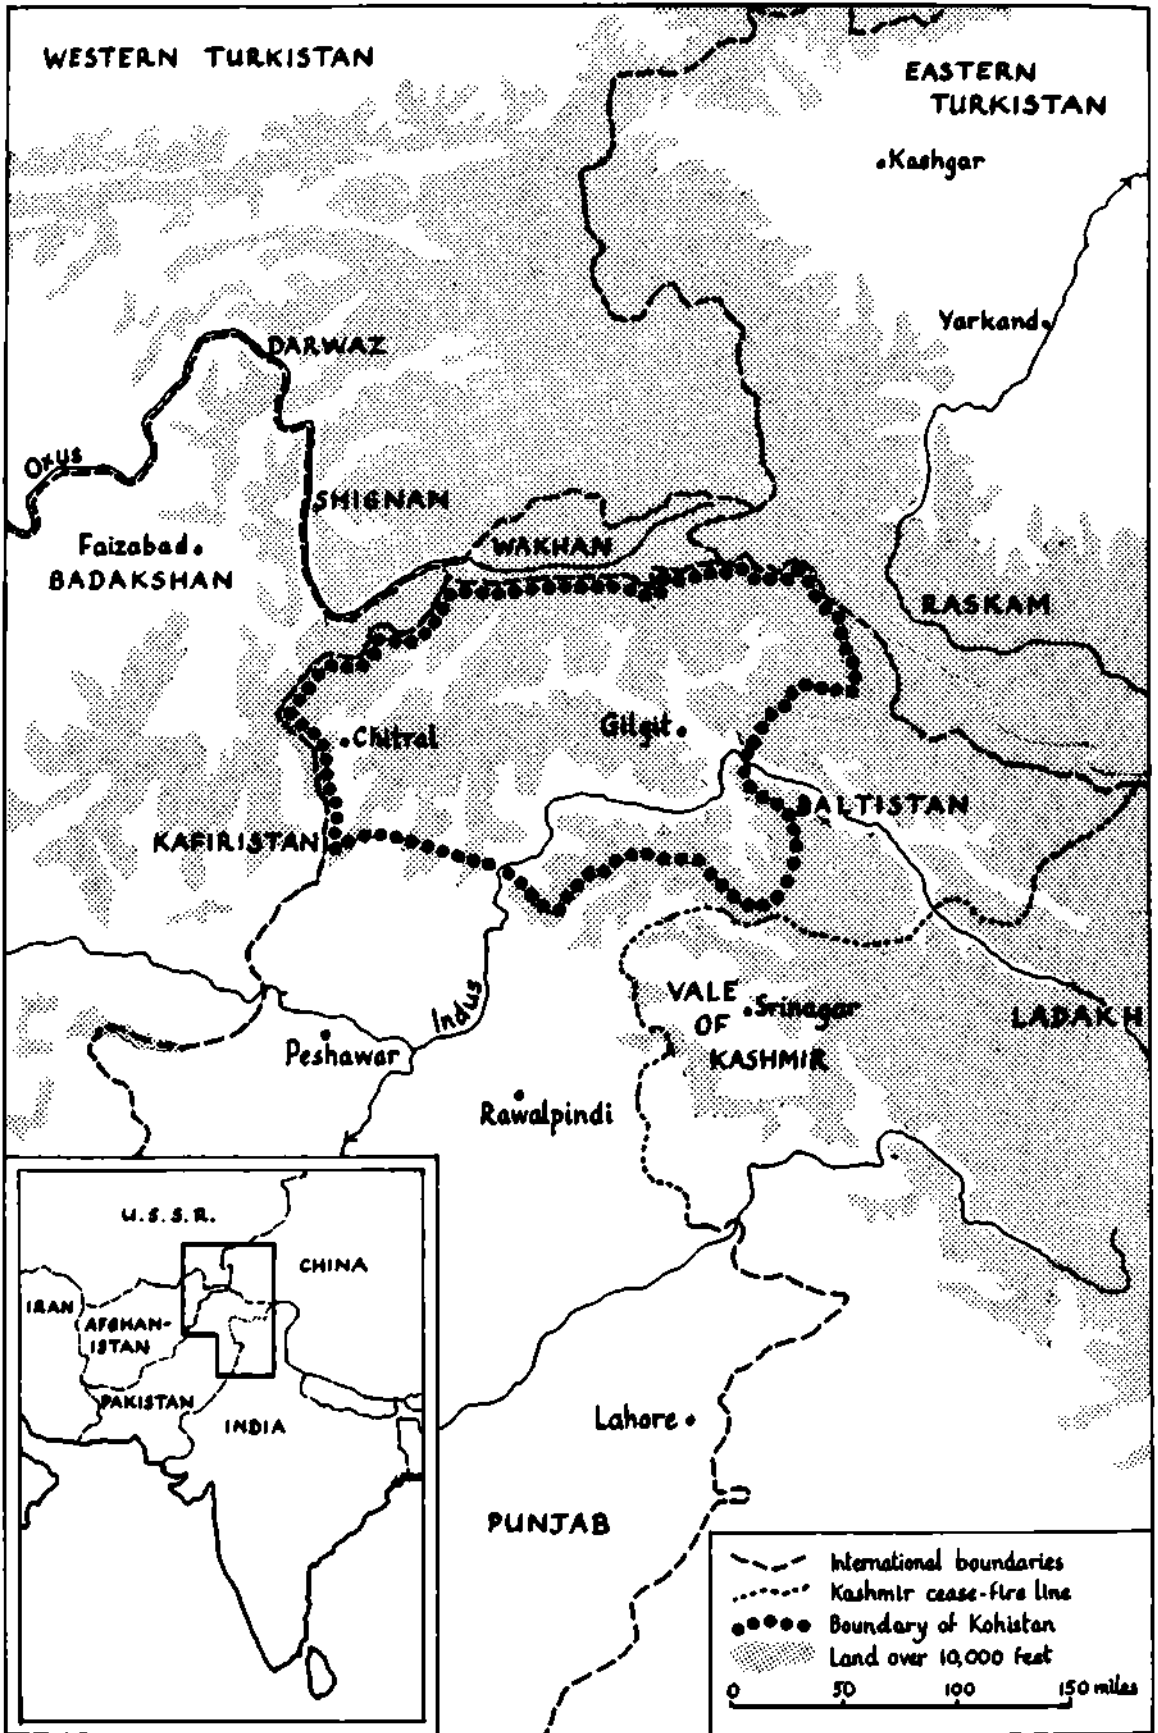 WESTERN TURKISTAN
EASTERN
TURKISTAN
Kashgar
Yarkand
DARWAZ
Oxus
SHIGNAN
Faizabad
WAKHAN
BADAKSHAN
RASKAM
Chitral
Gilgit
BALTISTAN
KAFIRISTAN
Indus
VALE
OF
KASHMIR
Srinagar
LADAKH
Peshawar
Rawalpindi
U.S.S.R.
CHINA
IRAN
AFGHAN-
ISTAN
PAKISTAN
INDIA
Lahore
PUNJAB
International boundaries
Kashmir cease-fire line
Boundary of Kohistan
Land over 10,000 feet
0 50 100 150 miles